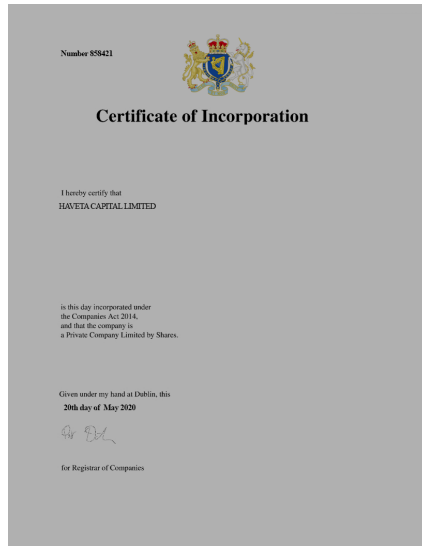 Number 858421
Certificate of Incorporation
I hereby certify that
HAVETA CAPITAL LIMITED
is this day incorporated under
the Companies Act 2014,
and that the company is
a Private Company Limited by Shares.
Given under my hand at Dublin, this
20th day of May 2020
for Registrar of Companies